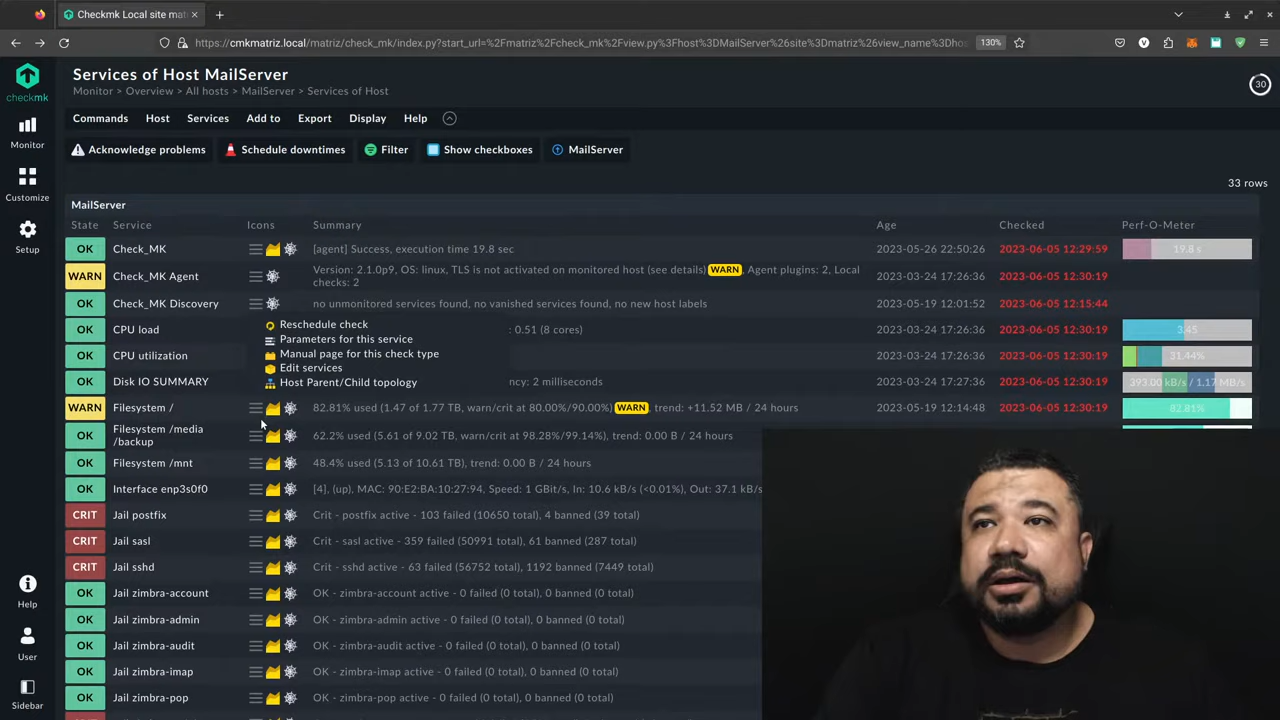 Checkmk Local site mat
https://cmkmatriz.local/matriz/check_mk/index.py?start_url=%2Fmatriz%2Fcheck_mk%2Fview.py%3Fhost%3DMailServer%26site%3Dmatriz%26view_name%3Dho
130%
Services of Host MailServer
30
Monitor > Overview > All hosts > MailServer > Services of Host
checkmk
Commands Host Services Add to Export Display Help
Monitor
Acknowledge problems Schedule downtimes Filter Show checkboxes MailServer
Customize
33 rows
Setup
MailServer
State Service Icons Summary Age Checked Perf-O-Meter
OK Check_MK [agent] Success, execution time 19.8 sec 2023-05-26 22:50:26 2023-06-05 12:29:59 19.8 s
WARN Check_MK Agent Version: 2.1.0p9, OS: linux, TLS is not activated on monitored host (see details) WARN, Agent plugins: 2, Local 2023-04-24 17:26:36 2023-06-05 12:30:19
checks: 2
OK Check_MK Discovery no unmonitored services found, no vanished services found, no new host labels 2023-05-19 12:01:52 2023-06-05 12:15:44
Reschedule check
OK CPU load : 0.51 (8 cores) 2023-04-24 17:26:36 2023-06-05 12:30:19 3.45
Parameters for this service
Manual page for this check type
OK CPU utilization 2023-04-24 17:26:36 2023-06-05 12:30:19 31.44%
Edit services
OK Disk IO SUMMARY ncy: 2 milliseconds 2023-04-24 17:27:36 2023-06-05 12:30:19 393.00 kB/s 1.17 MB/s
Host Parent/Child topology
WARN Filesystem / 82.81% used (1.47 of 1.77 TB, warn/crit at 80.00%/90.00%) WARN, trend: +11.52 MB / 24 hours 2023-05-19 12:14:48 2023-06-05 12:30:19 82.81%
OK Filesystem /media
/backup 62.2% used (5.61 of 9.02 TB, warn/crit at 98.28%/99.14%), trend: 0.00 B / 24 hours
OK Filesystem /mnt 48.4% used (5.13 of 10.61 TB), trend: 0.00 B / 24 hours
OK Interface enp3s0f0 [4], (up), MAC: 90:E2:BA:10:27:94, Speed: 1 GBit/s, In: 10.6 kB/s (<0.01%), Out: 37.1 kB/s
CRIT Jail postfix Crit - postfix active - 103 failed (10650 total), 4 banned (39 total)
CRIT Jail sasl Crit - sasl active - 359 failed (50991 total), 61 banned (287 total)
CRIT Jail sshd Crit - sshd active - 63 failed (56752 total), 1192 banned (7449 total)
OK Jail zimbra-account OK - zimbra-account active - 0 failed (0 total), 0 banned (0 total)
Help
OK Jail zimbra-admin OK - zimbra-admin active - 0 failed (0 total), 0 banned (0 total)
OK Jail zimbra-audit OK - zimbra-audit active - 0 failed (0 total), 0 banned (0 total)
User
OK Jail zimbra-imap OK - zimbra-imap active - 0 failed (0 total), 0 banned (0 total)
OK Jail zimbra-pop OK - zimbra-pop active - 0 failed (0 total), 0 banned (0 total)
Sidebar